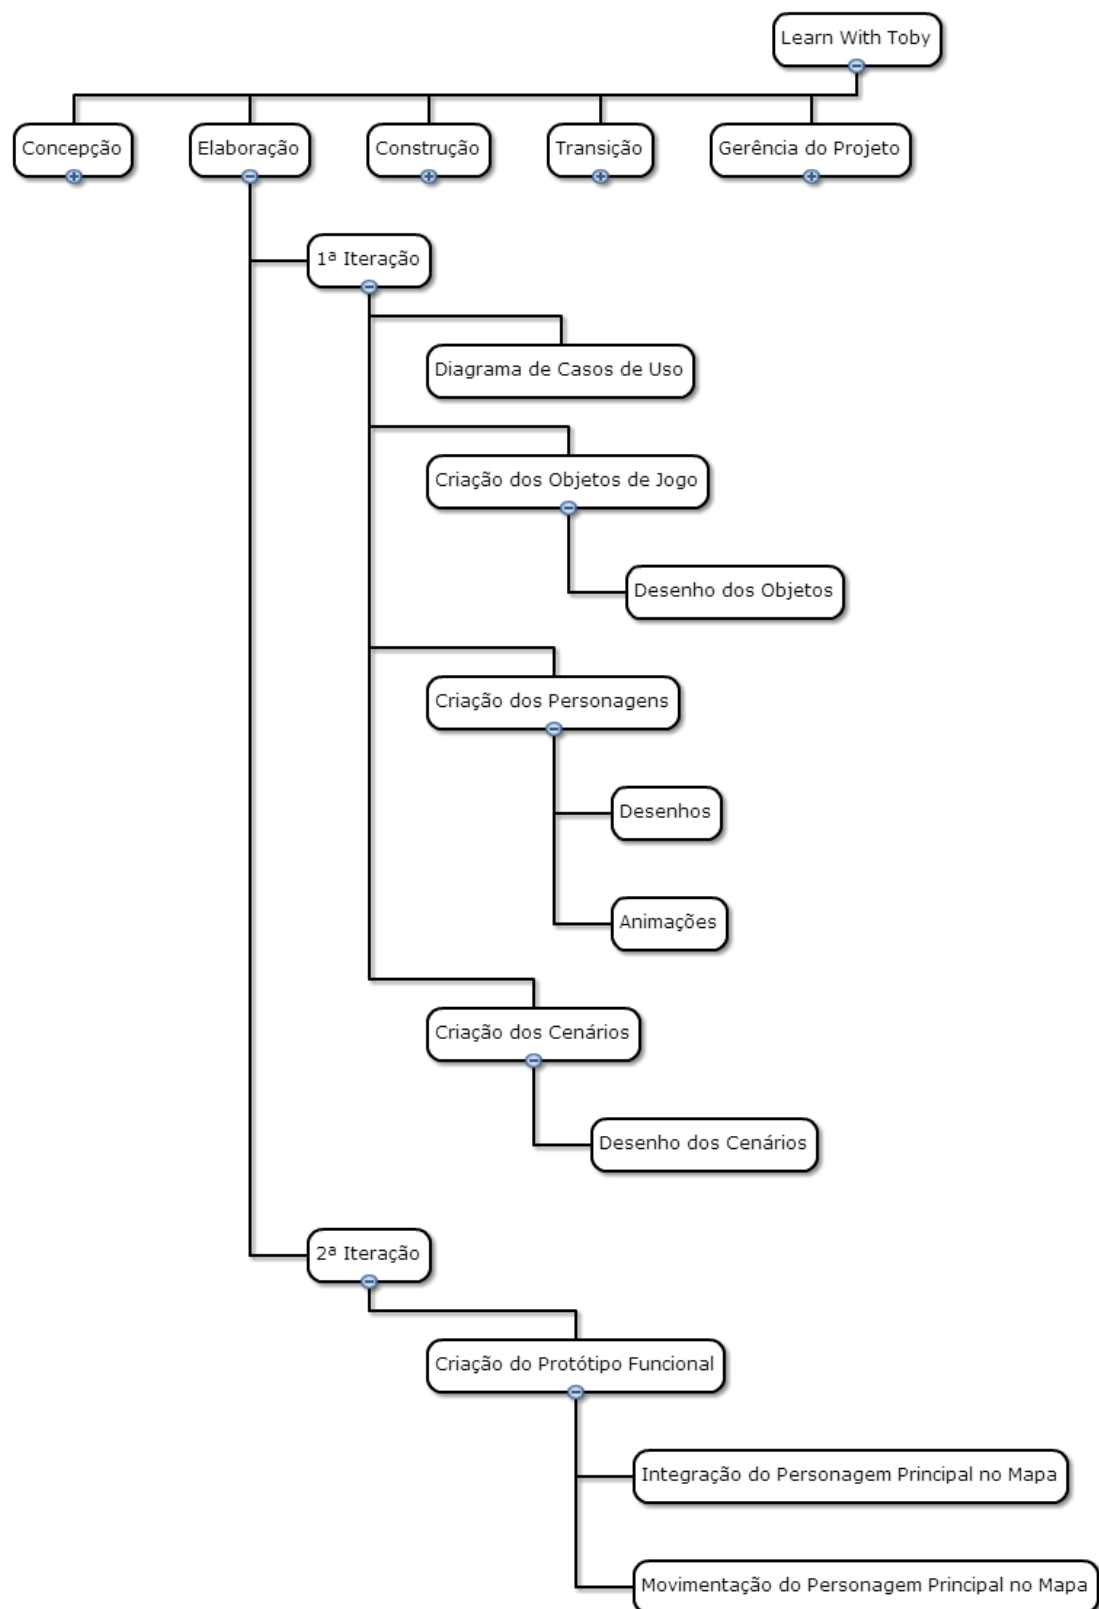 Learn With Toby
Concepção
Elaboração
Construção
Transição
Gerência do Projeto
1ª Iteração
Diagrama de Casos de Uso
Criação dos Objetos de Jogo
Desenho dos Objetos
Criação dos Personagens
Desenhos
Animações
Criação dos Cenários
Desenho dos Cenários
2ª Iteração
Criação do Protótipo Funcional
Integração do Personagem Principal no Mapa
Movimentação do Personagem Principal no Mapa